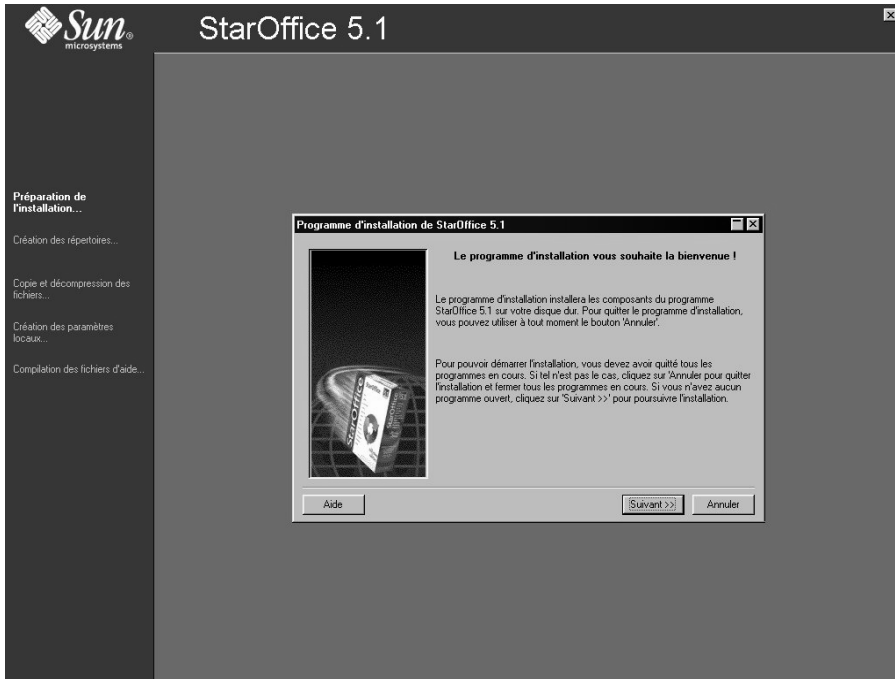 Sun
microsystems
StarOffice 5.1
Préparation de
l'installation...
Création des répertoires...
Copie et décompression des
fichiers...
Création des paramètres
locaux...
Compilation des fichiers d'aide...
Programme d'installation de StarOffice 5.1
Le programme d'installation vous souhaite la bienvenue !
Le programme d'installation installera les composants du programme
StarOffice 5.1 sur votre disque dur. Pour quitter le programme d'installation,
vous pouvez utiliser à tout moment le bouton 'Annuler'.
Pour pouvoir démarrer l'installation, vous devez avoir quitté tous les
programmes en cours. Si tel n'est pas le cas, cliquez sur 'Annuler pour quitter
l'installation et fermer tous les programmes en cours. Si vous n'avez aucun
programme ouvert, cliquez sur 'Suivant >>' pour poursuivre l'installation.
StarOffice
StarOffice
Aide
Suivant >>
Annuler